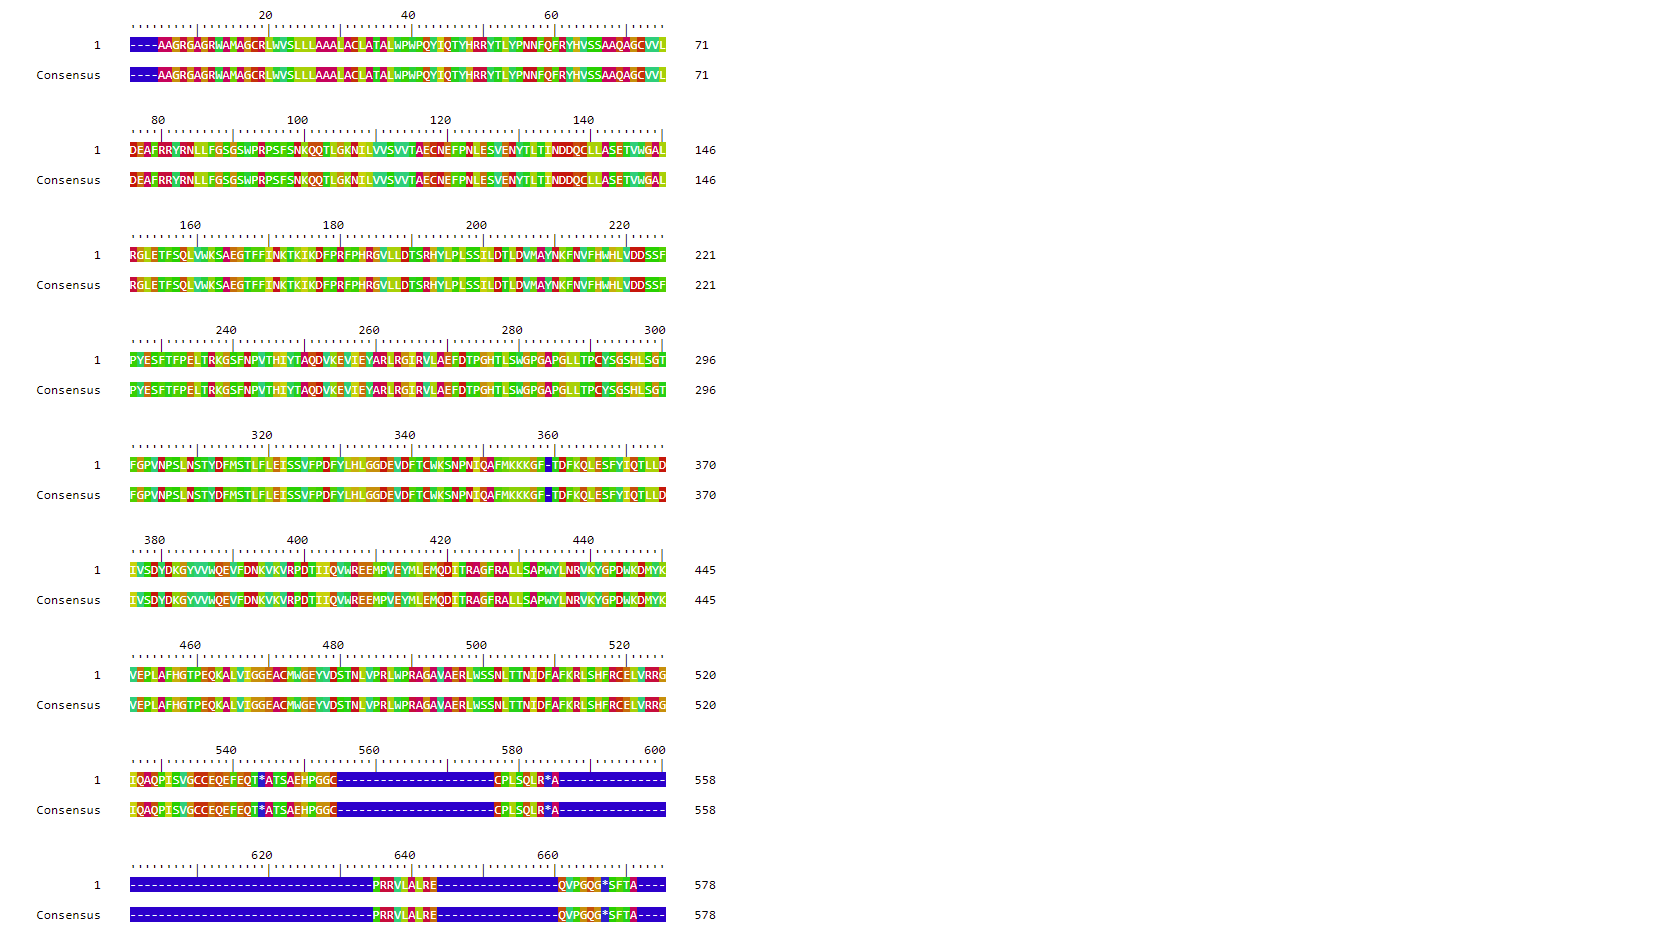 20 40 60
1 ----AAGRGAGRWAMAGCRLWVSLLLAAALACLATALWPWPQYIQTYHRRYTLYPNNFQFRYHVSSAAQAGCVVL 71
Consensus ----AAGRGAGRWAMAGCRLWVSLLLAAALACLATALWPWPQYIQTYHRRYTLYPNNFQFRYHVSSAAQAGCVVL 71
80 100 120 140
1 DEAFRRYRNLLFGSGSWPRPSFSNKQQTLGKNILVVSVVTAECNEFPNLESVENYTLTINDDQCLLASETVWGAL 146
Consensus DEAFRRYRNLLFGSGSWPRPSFSNKQQTLGKNILVVSVVTAECNEFPNLESVENYTLTINDDQCLLASETVWGAL 146
160 180 200 220
1 RGLETFSQLVWKSAEGTFFINKTKIKDFPRFPHRGVLLDTSRHYLPLSSILDTLDVMAYNKFNVFHWHLVDDSSF 221
Consensus RGLETFSQLVWKSAEGTFFINKTKIKDFPRFPHRGVLLDTSRHYLPLSSILDTLDVMAYNKFNVFHWHLVDDSSF 221
240 260 280 300
1 PYESFTFPELTRKGSFNPVTHIYTAQDVKEVIEYARLRGIRVLAEFDTPGHTLSWGPGAPGLLTPCYSGSHLSGT 296
Consensus PYESFTFPELTRKGSFNPVTHIYTAQDVKEVIEYARLRGIRVLAEFDTPGHTLSWGPGAPGLLTPCYSGSHLSGT 296
320 340 360
1 FGPVNPSLNSTYDFMSTLFLEISSVFPDFYLHLGGDEVDFTCWKSNPNIQAFMKKKGF-TDFKQLESFYIQTLLD 370
Consensus FGPVNPSLNSTYDFMSTLFLEISSVFPDFYLHLGGDEVDFTCWKSNPNIQAFMKKKGF-TDFKQLESFYIQTLLD 370
380 400 420 440
1 IVSDYDKGYVVWQEVFDNKVKVRPDTIIQVWREEMPVEYMLEMQDITRAGFRALLSAPWYLNRVKYGPDWKDMYK 445
Consensus IVSDYDKGYVVWQEVFDNKVKVRPDTIIQVWREEMPVEYMLEMQDITRAGFRALLSAPWYLNRVKYGPDWKDMYK 445
460 480 500 520
1 VEPLAFHGTPEQKALVIGGEACMWGEYVDSTNLVPRLWPRAGAVAERLWSSNLTTNIDFAFKRLSHFRCELVRRG 520
Consensus VEPLAFHGTPEQKALVIGGEACMWGEYVDSTNLVPRLWPRAGAVAERLWSSNLTTNIDFAFKRLSHFRCELVRRG 520
540 560 580 600
1 IQAQPISVGCCEQEFEQT*ATSAEHPGGC----------------------CPLSQLR*A--------------- 558
Consensus IQAQPISVGCCEQEFEQT*ATSAEHPGGC----------------------CPLSQLR*A--------------- 558
620 640 660
1 ----------------------------------PRRVLALRE-----------------QVPGQG*SFTA---- 578
Consensus ----------------------------------PRRVLALRE-----------------QVPGQG*SFTA---- 578